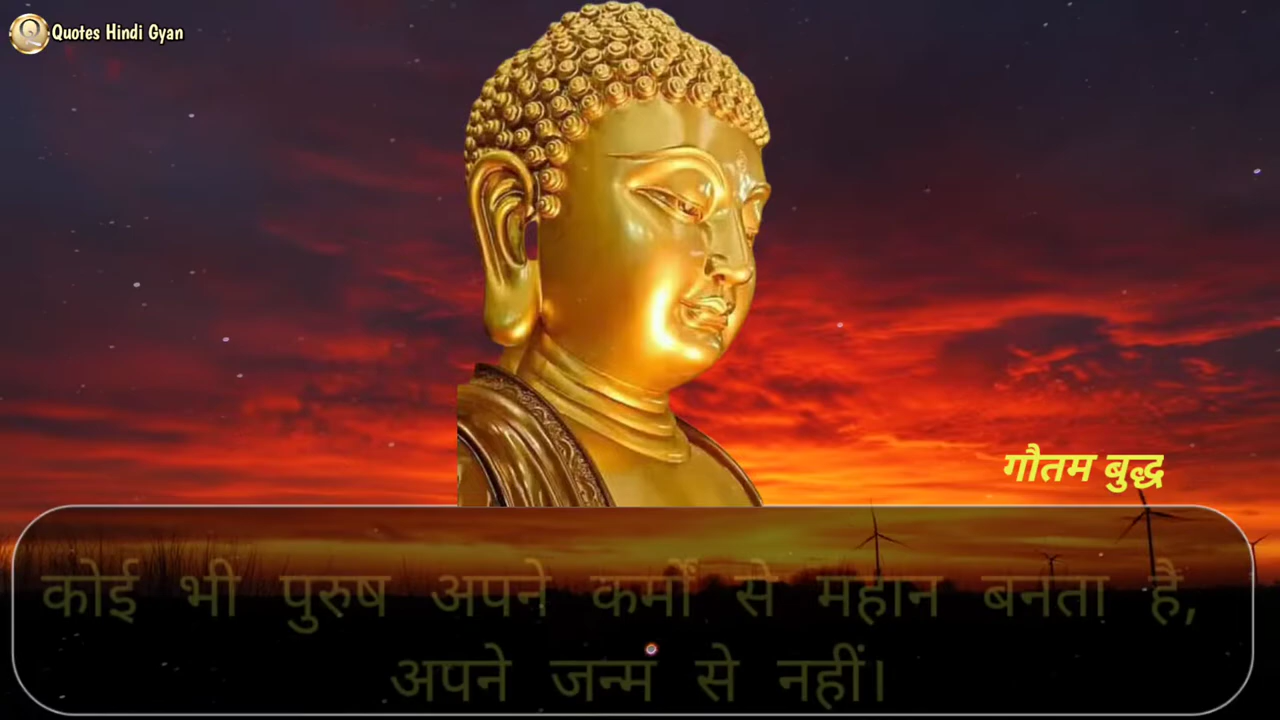 Quotes Hindi Gyan
गौतम बुद्ध
कोई भी पुरुष अपने कर्मों से महान बनता है,
अपने जन्म से नहीं।